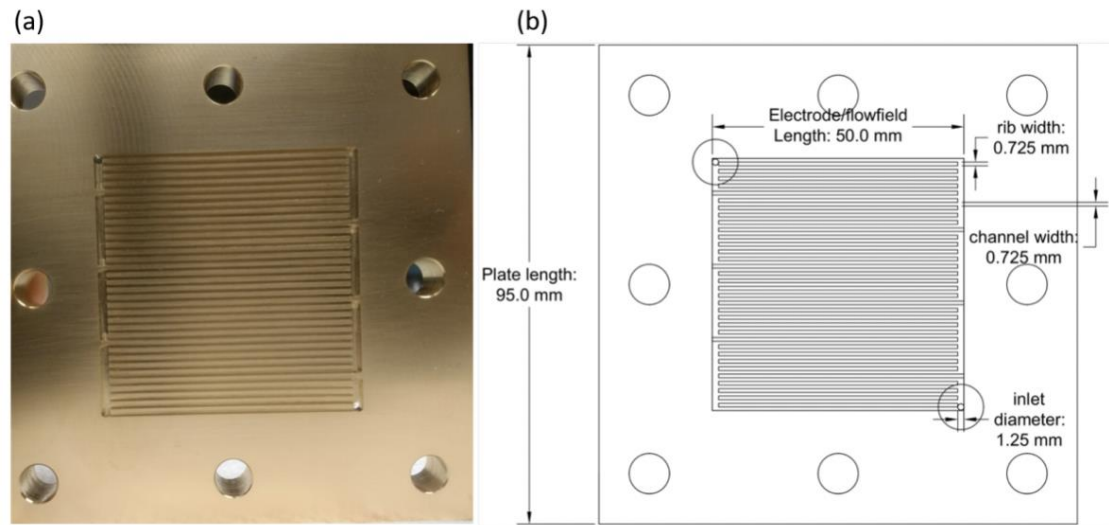 (a)
(b)
Electrode/flowfield
Length: 50.0 mm
rib width:
0.725 mm
channel width:
0.725 mm
Plate length:
95.0 mm
inlet
diameter:
1.25 mm